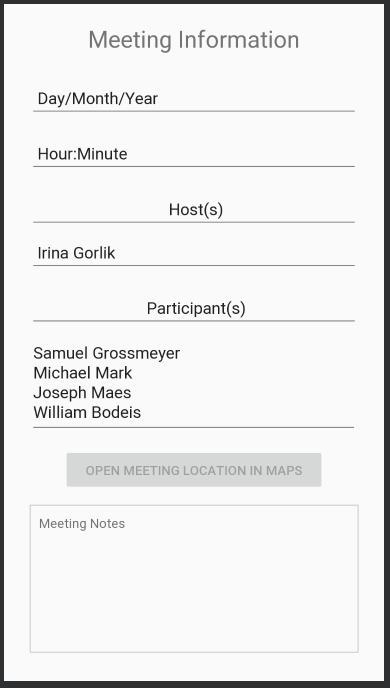 Meeting Information
Day/Month/Year
Hour:Minute
Host(s)
Irina Gorlik
Participant(s)
Samuel Grossmeyer
Michael Mark
Joseph Maes
William Bodeis
OPEN MEETING LOCATION IN MAPS
Meeting Notes